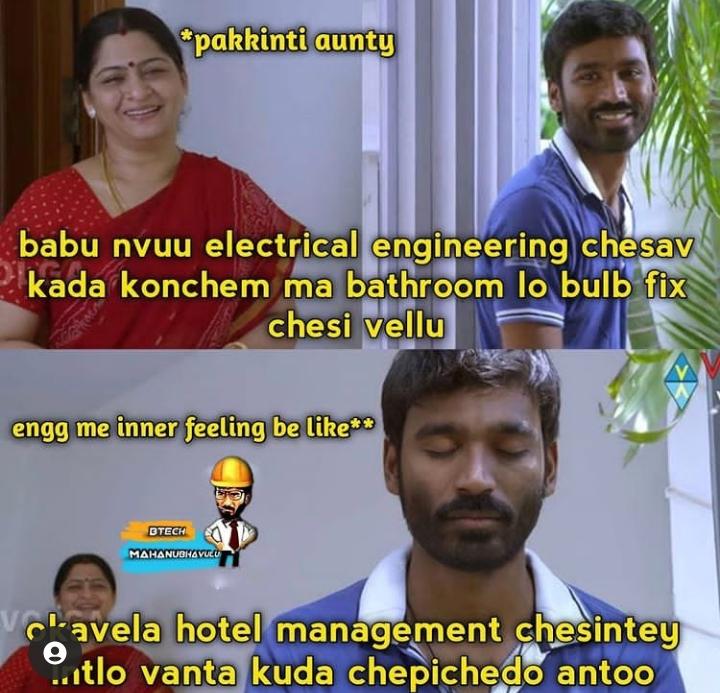 *pakkinti aunty
babu nvuu electrical engineering chesav
kada konchem ma bathroom lo bulb fix
chesi vellu
engg me inner feeling be like**
BTECH
MAHANUBHAVULU
okavela hotel management chesintey
vanta kuda chepichedo antoo